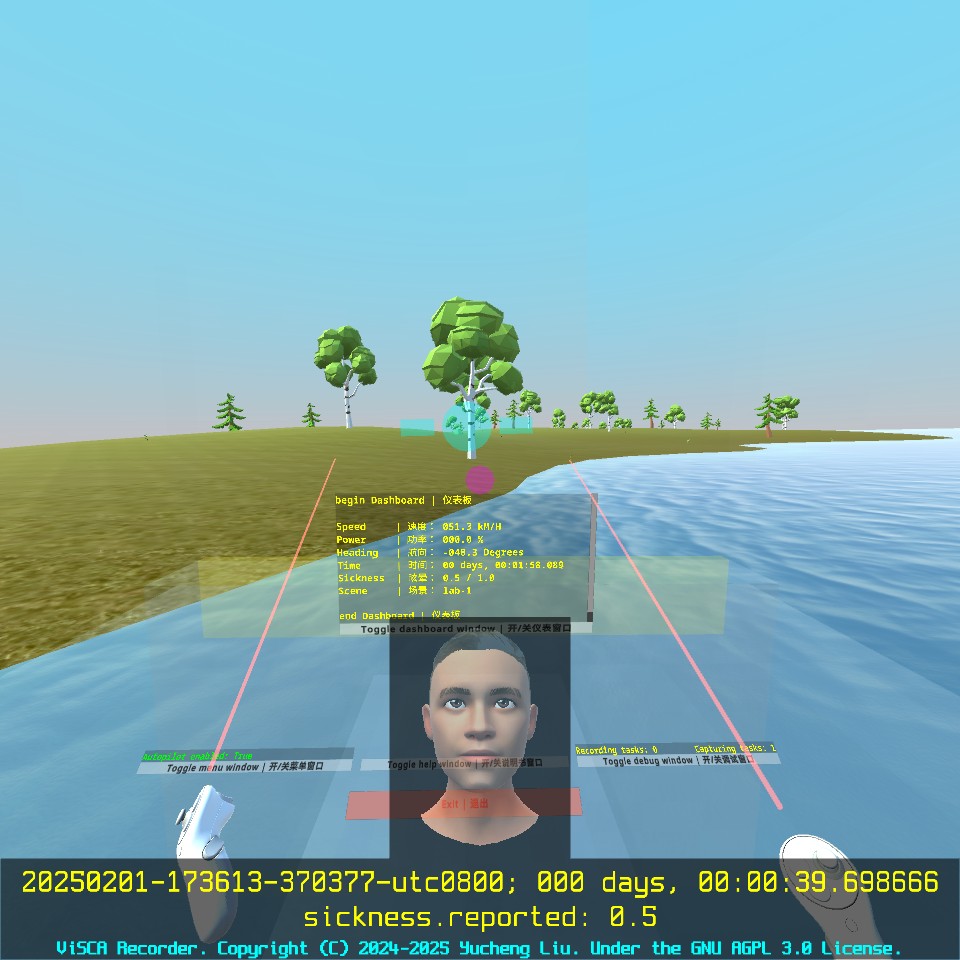 begin Dashboard | 仪表板
Speed | 速度： 051.3 kM/H
Power | 功率： 000.0 %
Heading | 航向： -048.3 Degrees
Time | 时间： 00 days, 00:01:58.089
Sickness | 眩晕： 0.5 / 1.0
Scene | 场景： lab-1
end Dashboard | 仪表板
Toggle dashboard window | 开/关仪表窗口
Autopilot enabled: True
Recording tasks: 0 Capturing tasks: 1
Toggle menu window | 开/关菜单窗口
Toggle help window | 开/关说明书窗口
Toggle debug window | 开/关调试窗口
Exit | 退出
20250201-173613-370377-utc0800; 000 days, 00:00:39.698666
sickness.reported: 0.5
ViSCA Recorder. Copyright (C) 2024-2025 Yucheng Liu. Under the GNU AGPL 3.0 License.